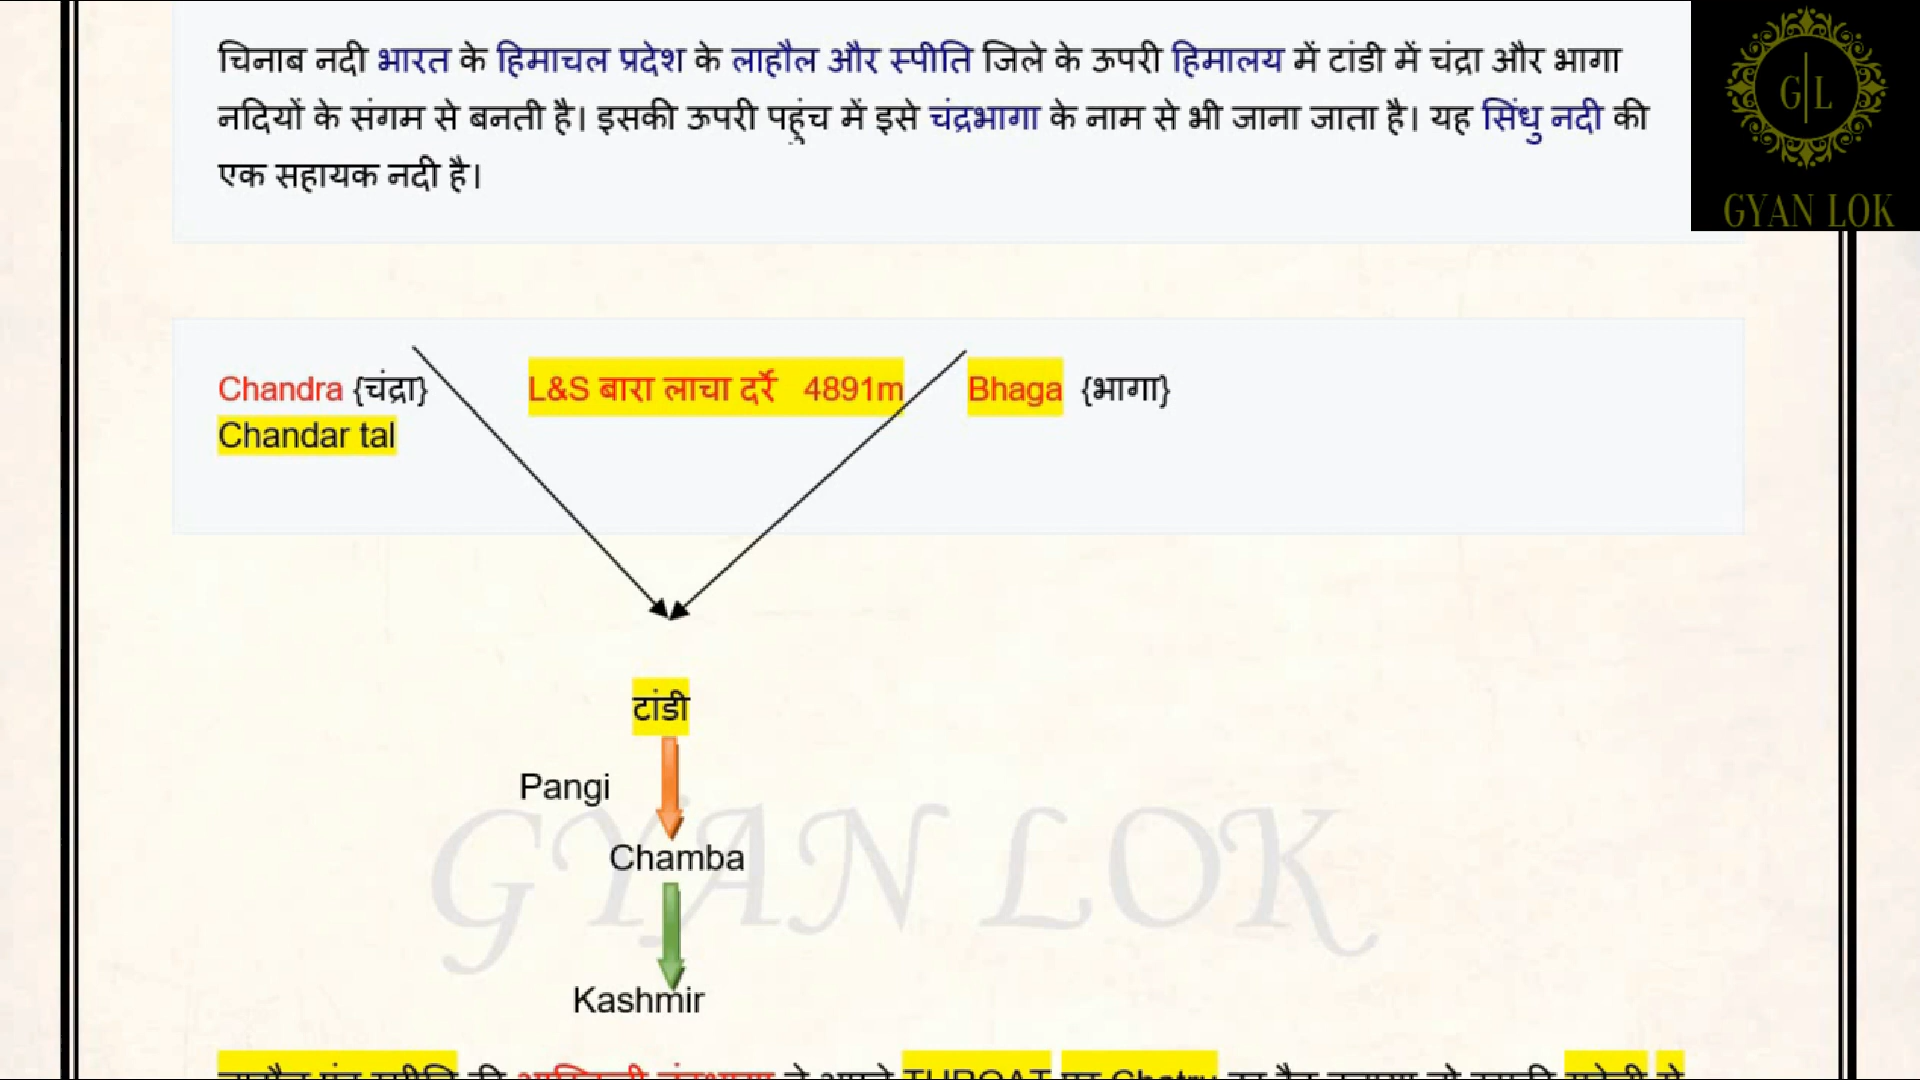 चिनाब नदी भारत के हिमाचल प्रदेश के लाहौल और स्पीति जिले के ऊपरी हिमालय में टांडी में चंद्रा और भागा
नदियों के संगम से बनती है। इसकी ऊपरी पहुंच में इसे चंद्रभागा के नाम से भी जाना जाता है। यह सिंधु नदी की
एक सहायक नदी है।
G|L
GYAN LOK
Chandra {चंद्रा} L&S बारा लाचा दर्रे 4891m Bhaga {भागा}
Chandar tal
टांडी
Pangi
Chamba
Kashmir
GYAN LOK